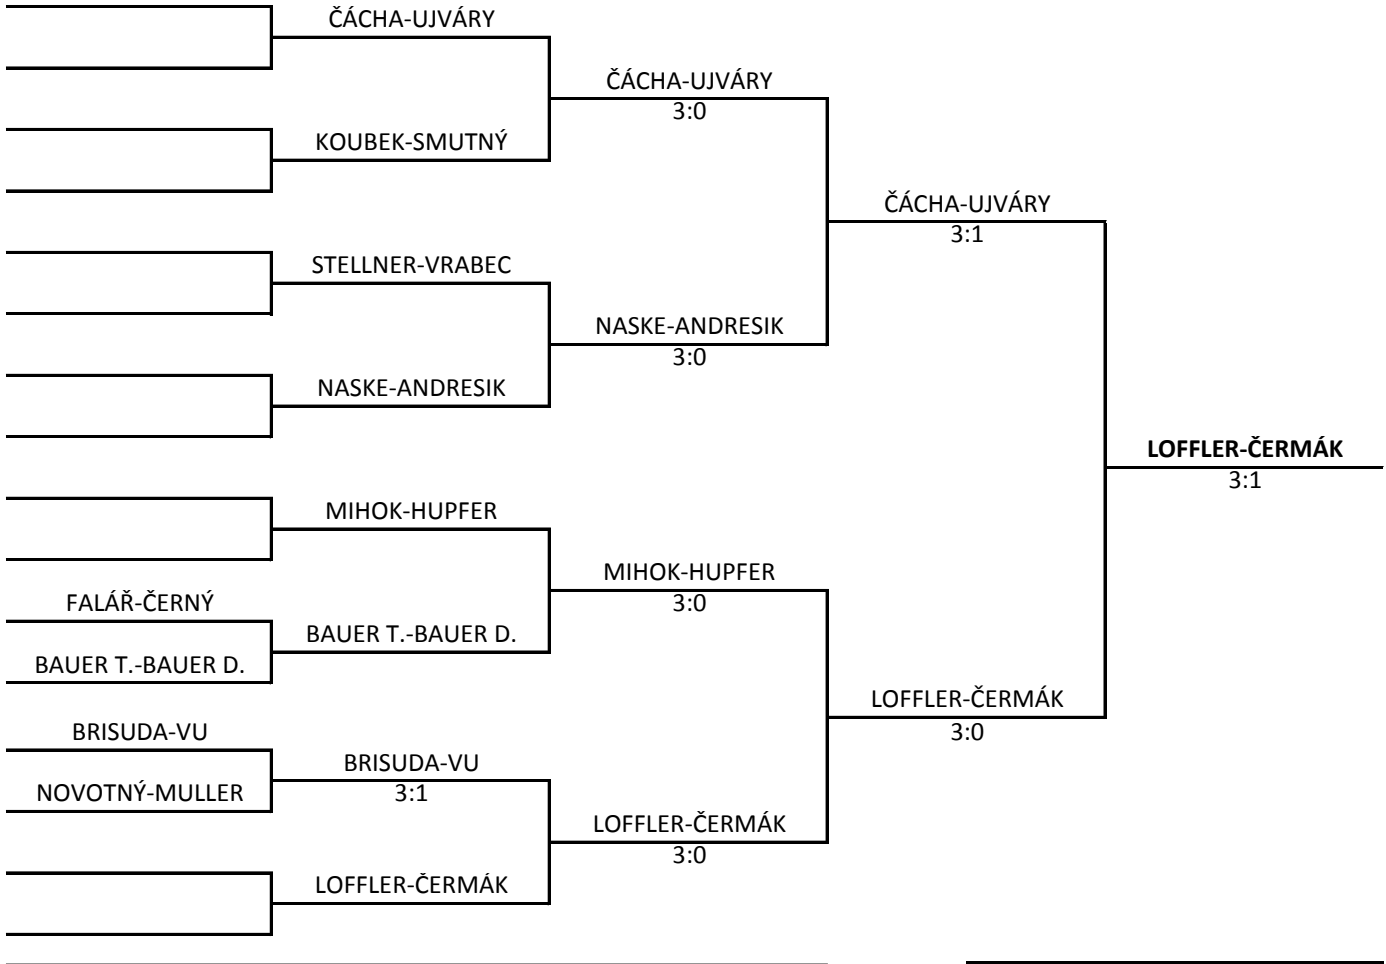 ČÁCHA-UJVÁRY
ČÁCHA-UJVÁRY
3:0
KOUBEK-SMUTNÝ
ČÁCHA-UJVÁRY
3:1
STELLNER-VRABEC
NASKE-ANDRESIK
3:0
NASKE-ANDRESIK
LOFFLER-ČERMÁK
3:1
MIHOK-HUPFER
MIHOK-HUPFER
3:0
FALÁŘ-ČERNÝ
BAUER T.-BAUER D.
BAUER T.-BAUER D.
LOFFLER-ČERMÁK
3:0
BRISUDA-VU
BRISUDA-VU
3:1
NOVOTNÝ-MULLER
LOFFLER-ČERMÁK
3:0
LOFFLER-ČERMÁK